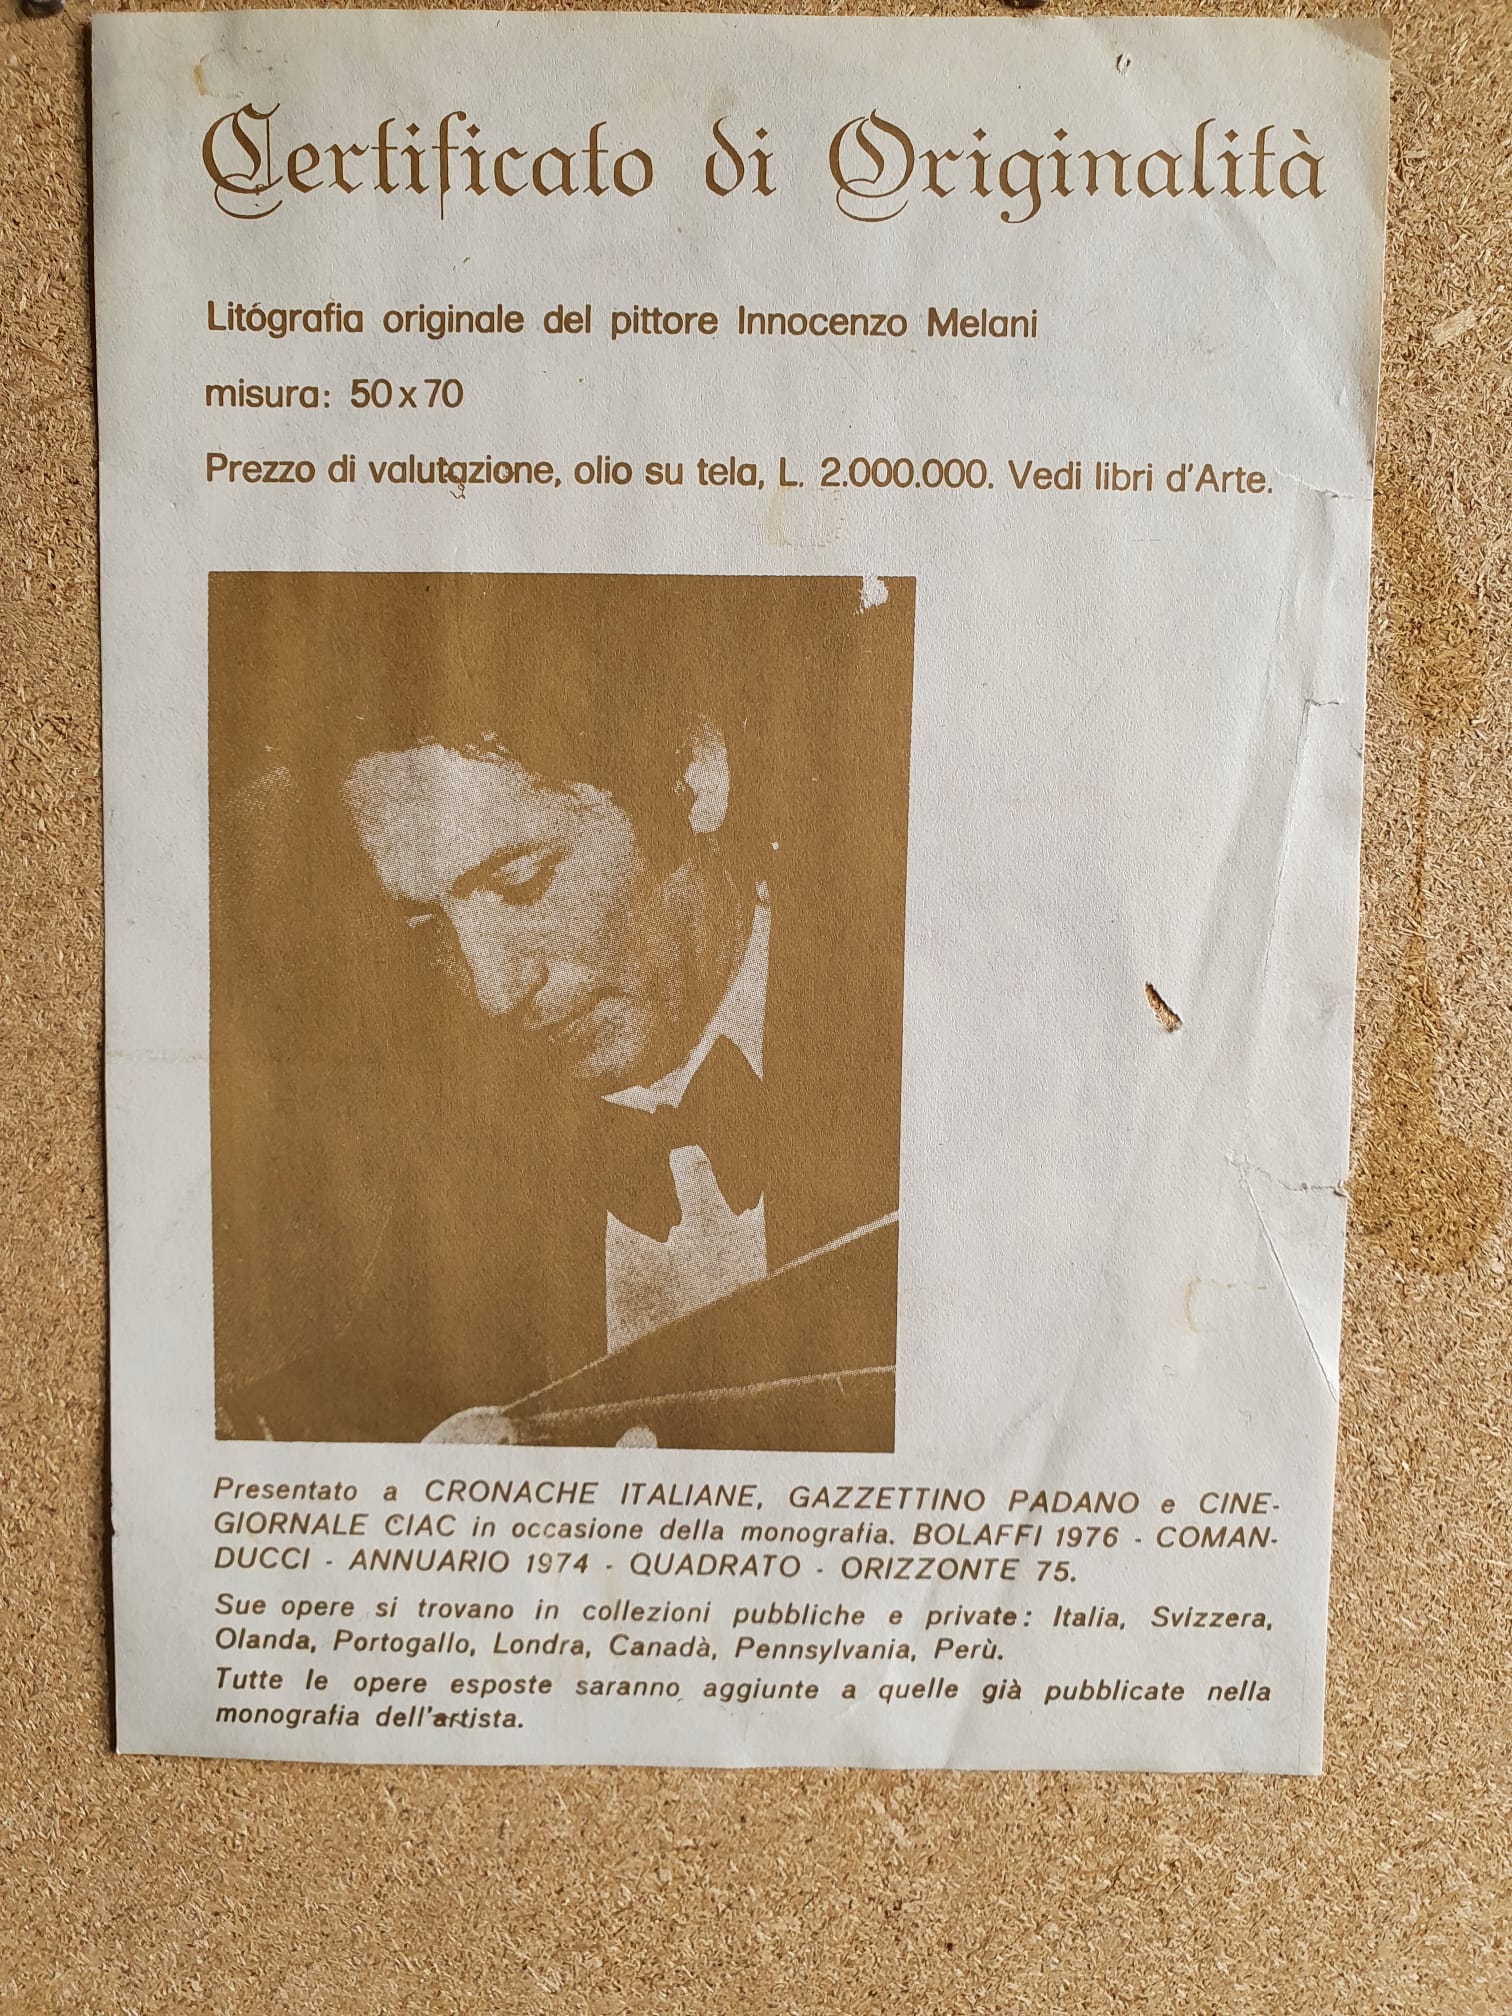 Certificato di Originalità
Litógrafia originale del pittore Innocenzo Melani
misura: 50x70
Prezzo di valutazione, olio su tela, L. 2.000.000. Vedi libri d'Arte.
Presentato a CRONACHE ITALIANE, GAZZETTINO PADANO e CINE-
GIORNALE CIAC in occasione della monografia. BOLAFFI 1976 - COMAN-
DUCCI - ANNUARIO 1974 - QUADRATO - ORIZZONTE 75.
Sue opere si trovano in collezioni pubbliche e private: Italia, Svizzera,
Olanda, Portogallo, Londra, Canadà, Pennsylvania, Perù.
Tutte le opere esposte saranno aggiunte a quelle già pubblicate nella
monografia dell'artista.